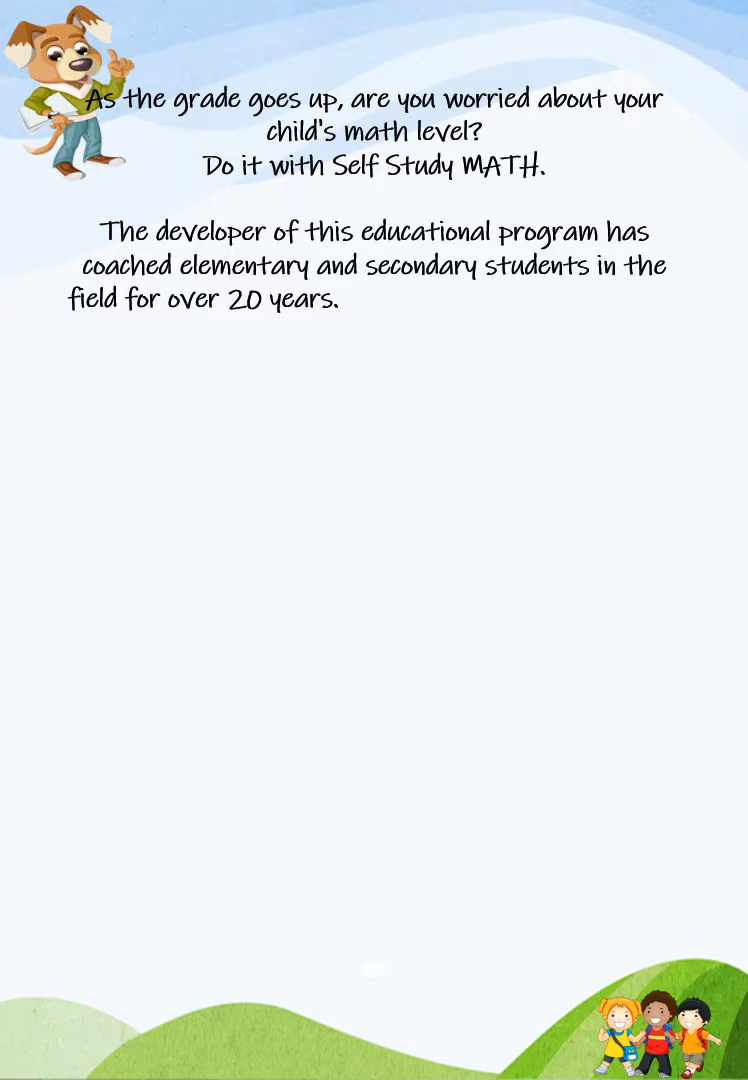 As the grade goes up, are you worried about your
child's math level?
Do it with Self Study MATH.
The developer of this educational program has
coached elementary and secondary students in the
field for over 20 years.